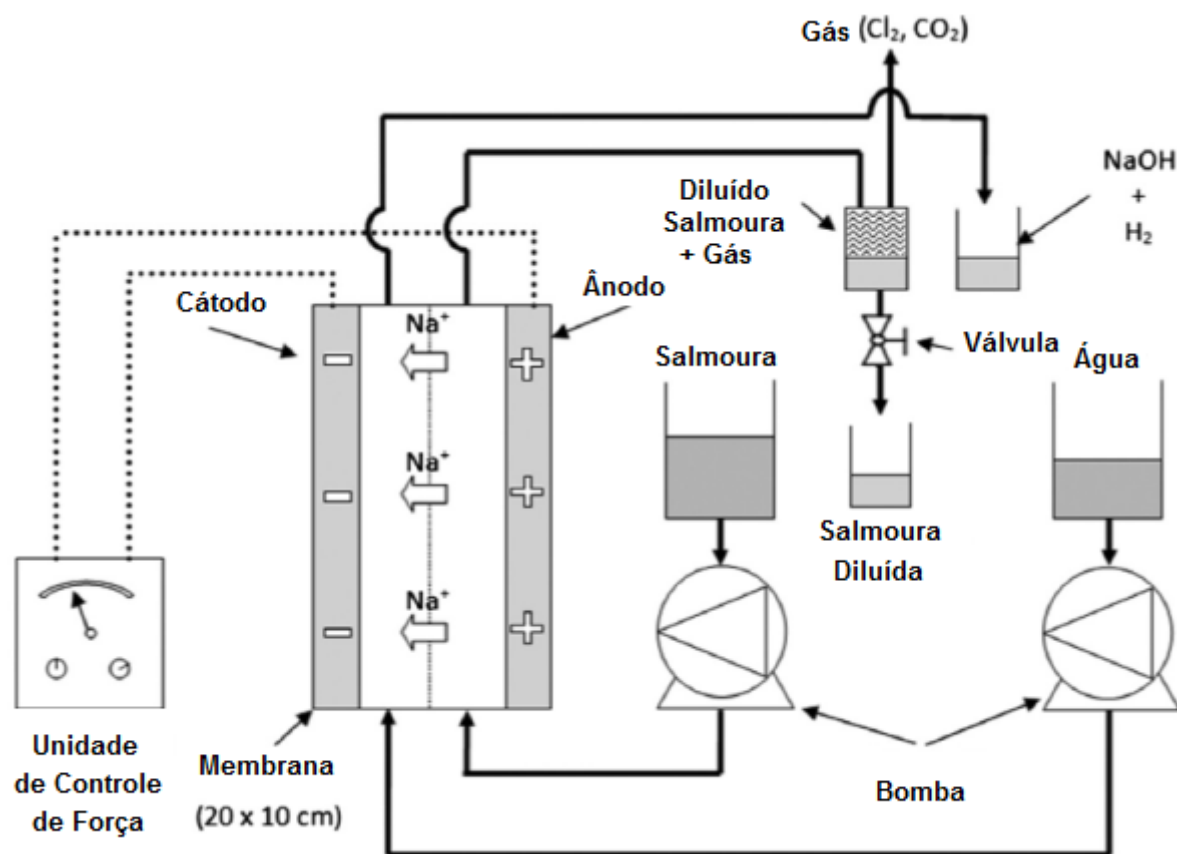 Gás (Cl₂, CO₂)
NaOH
+
H₂
Diluído
Salmoura
+ Gás
Cátodo
Ânodo
Na⁺
Salmoura
Válvula
Água
Na⁺
Salmoura
Diluída
Na⁺
Unidade
de Controle
de Força
Membrana
(20 x 10 cm)
Bomba